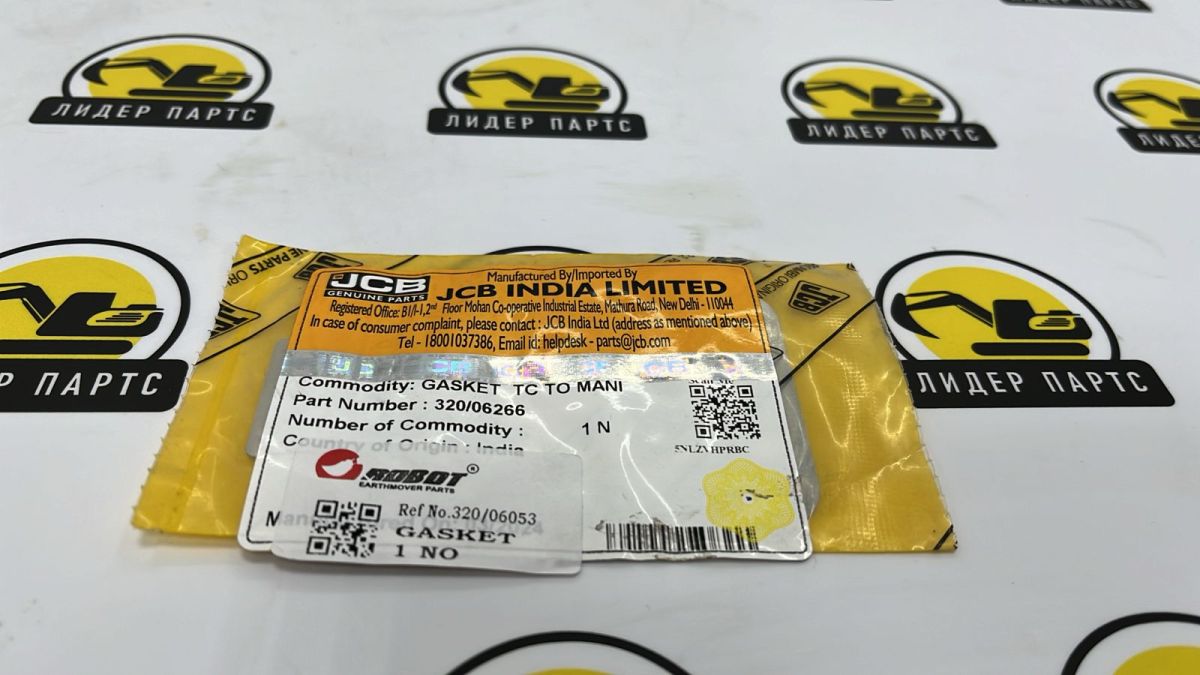 ЛИДЕР ПАРТС
ЛИДЕР ПАРТС
ЛИДЕР ПАРТС
ЛИДЕР
JCB
GENUINE PARTS
Manufactured By/Imported By
JCB INDIA LIMITED
Registered Office: B1/I-1,2nd Floor Mohan Co-operative Industrial Estate, Mathura Road, New Delhi - 110044
In case of consumer complaint, please contact : JCB India Ltd (address as mentioned above)
Tel - 18001037386, Email id: helpdesk - parts@jcb.com
Commodity: GASKET TC TO MANI
Part Number : 320/06266
Number of Commodity : 1 N
Country of Origin : India
5NLZVHPRBC
ROBOT®
EARTHMOVER PARTS
Ref No.320/06053
GASKET
1 NO
JCB
ДЕР ПАРТС
ЛИДЕР ПАРТС